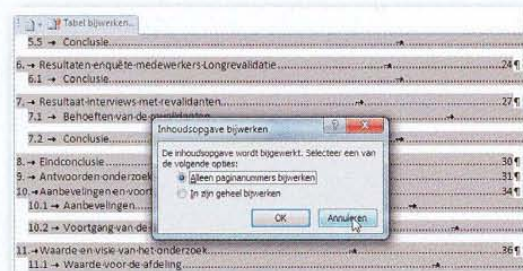 Tabel bijwerken...
5.5 → Conclusie
6. → Resultaten·enquête·medewerkers·Longrevalidatie 24¶
6.1 → Conclusie
7. → Resultaat·interviews·met·revalidanten 27¶
7.1 → Behoeften·van·de
7.2 → Conclusie
8. → Eindconclusie 30¶
9. → Antwoorden·onderzoek 31¶
10. → Aanbevelingen·en·voort 34¶
10.1 → Aanbevelingen
10.2 → Voortgang·van·de
11. → Waarde·en·visie·van·het·onderzoek 36¶
11.1 → Waarde·voor·de·afdeling
Inhoudsopgave bijwerken
De inhoudsopgave wordt bijgewerkt. Selecteer een van
de volgende opties:
Alleen paginanummers bijwerken
In zijn geheel bijwerken
OK Annuleren